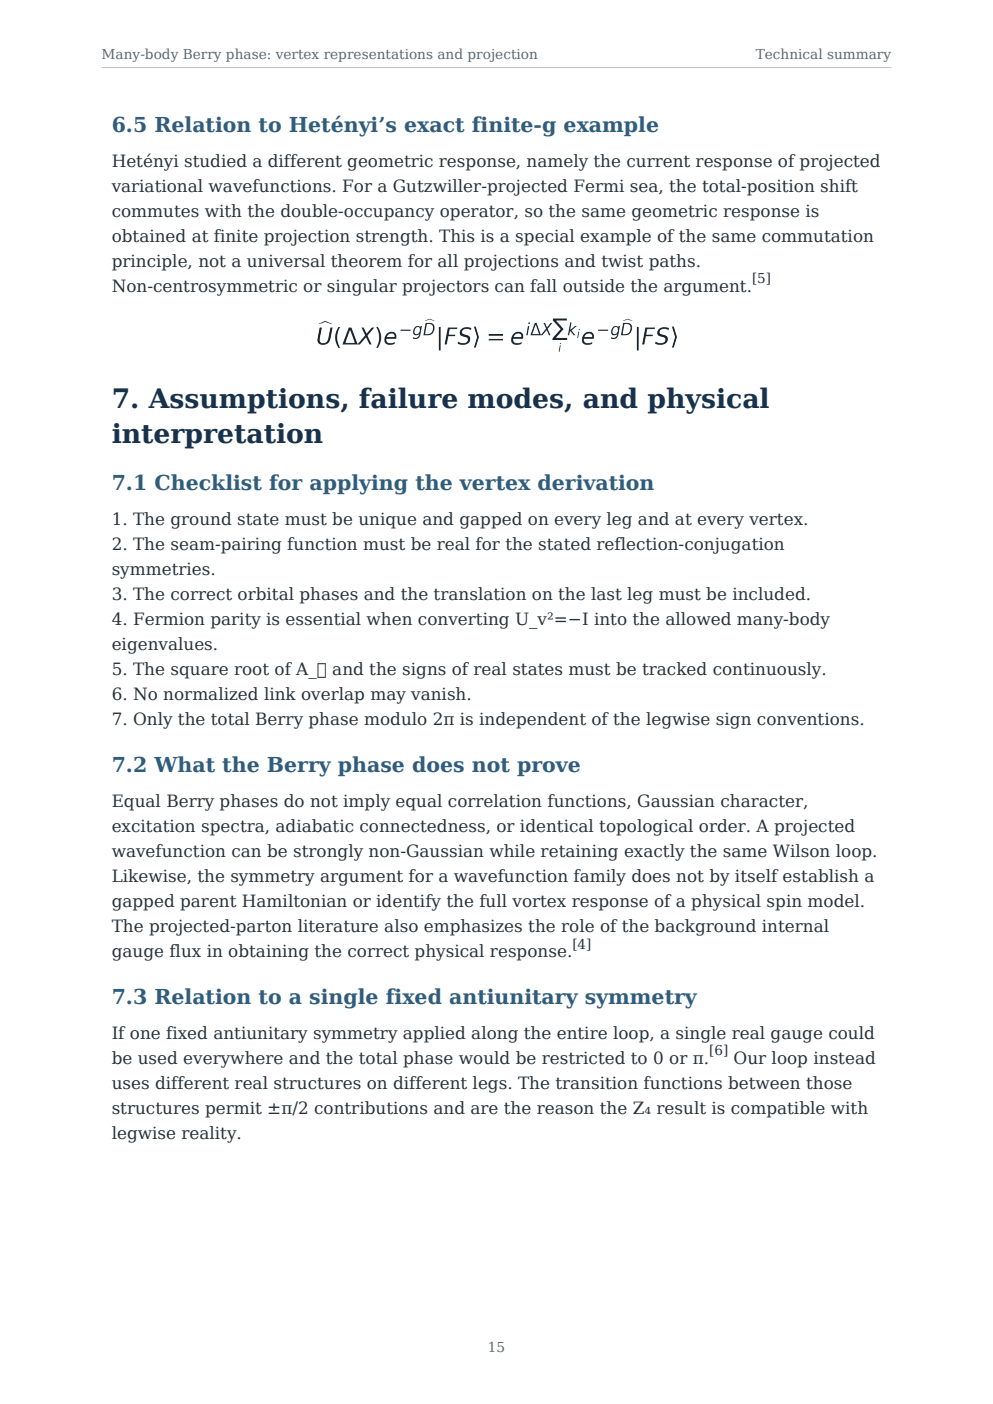 Many-body Berry phase: vertex representations and projection Technical summary
6.5 Relation to Hetényi’s exact finite-g example
Hetényi studied a different geometric response, namely the current response of projected
variational wavefunctions. For a Gutzwiller-projected Fermi sea, the total-position shift
commutes with the double-occupancy operator, so the same geometric response is
obtained at finite projection strength. This is a special example of the same commutation
principle, not a universal theorem for all projections and twist paths.
Non-centrosymmetric or singular projectors can fall outside the argument.[5]
Û(ΔX)e^{−gD̂}|FS⟩ = e^{iΔX∑_i k_i}e^{−gD̂}|FS⟩
7. Assumptions, failure modes, and physical
interpretation
7.1 Checklist for applying the vertex derivation
1. The ground state must be unique and gapped on every leg and at every vertex.
2. The seam-pairing function must be real for the stated reflection-conjugation
symmetries.
3. The correct orbital phases and the translation on the last leg must be included.
4. Fermion parity is essential when converting U_v²=−I into the allowed many-body
eigenvalues.
5. The square root of A_▯ and the signs of real states must be tracked continuously.
6. No normalized link overlap may vanish.
7. Only the total Berry phase modulo 2π is independent of the legwise sign conventions.
7.2 What the Berry phase does not prove
Equal Berry phases do not imply equal correlation functions, Gaussian character,
excitation spectra, adiabatic connectedness, or identical topological order. A projected
wavefunction can be strongly non-Gaussian while retaining exactly the same Wilson loop.
Likewise, the symmetry argument for a wavefunction family does not by itself establish a
gapped parent Hamiltonian or identify the full vortex response of a physical spin model.
The projected-parton literature also emphasizes the role of the background internal
gauge flux in obtaining the correct physical response.[4]
7.3 Relation to a single fixed antiunitary symmetry
If one fixed antiunitary symmetry applied along the entire loop, a single real gauge could
be used everywhere and the total phase would be restricted to 0 or π.[6] Our loop instead
uses different real structures on different legs. The transition functions between those
structures permit ±π/2 contributions and are the reason the Z₄ result is compatible with
legwise reality.
15